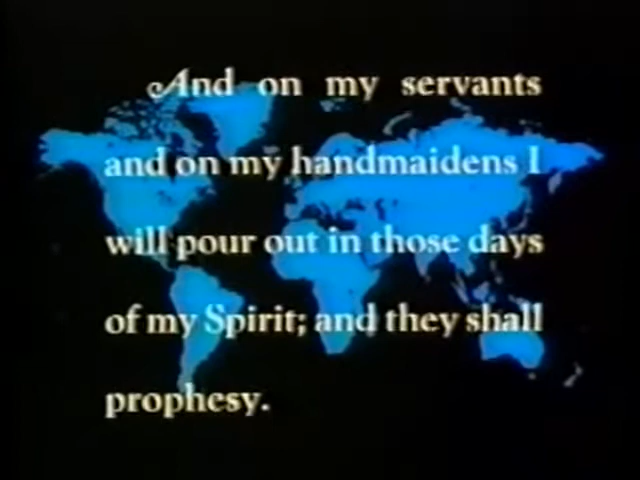 And on my servants
and on my handmaidens I
will pour out in those days
of my Spirit; and they shall
prophesy.